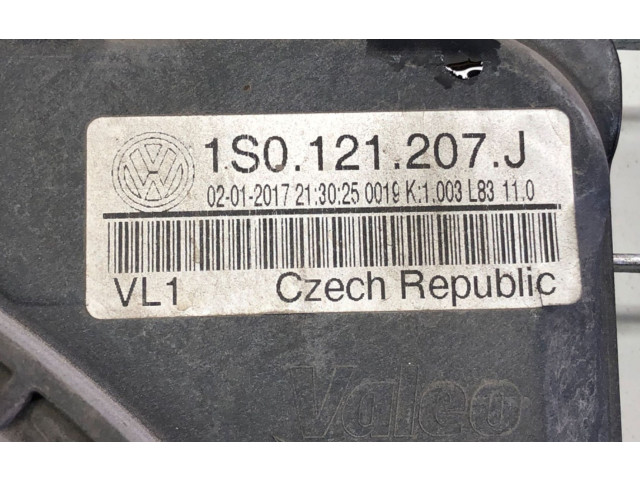 1S0.121.207.J
02-01-2017 21:30:25 0019 K:1.003 L83 11.0
VL1 Czech Republic
Valeo